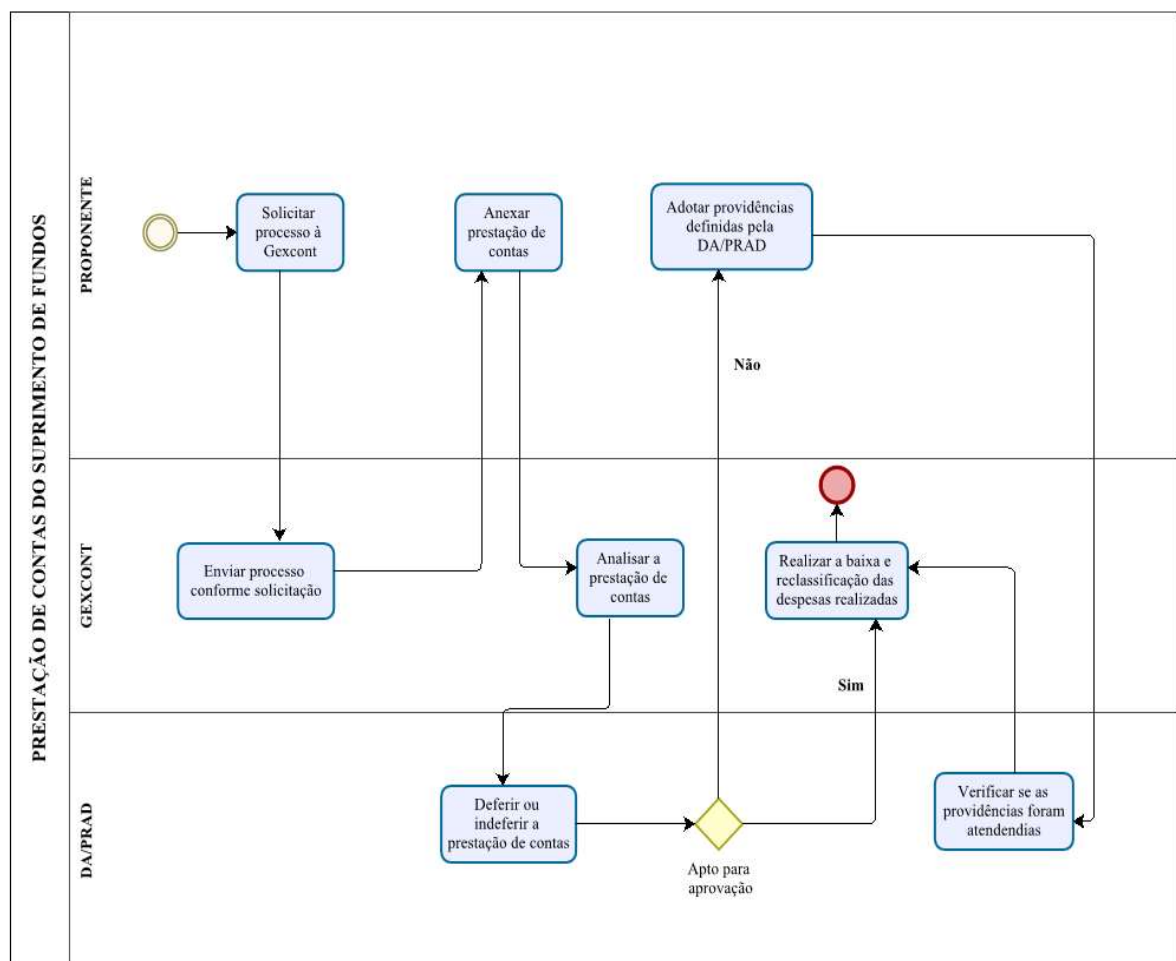 PRESTAÇÃO DE CONTAS DO SUPRIMENTO DE FUNDOS
PROPONENTE
Solicitar
processo à
Gexcont
Anexar
prestação de
contas
Adotar providências
definidas pela
DA/PRAD
Não
GEXCONT
Enviar processo
conforme solicitação
Analisar a
prestação de
contas
Realizar a baixa e
reclassificação das
despesas realizadas
Sim
DA/PRAD
Deferir ou
indeferir a
prestação de contas
Apto para
aprovação
Verificar se as
providências foram
atendendias